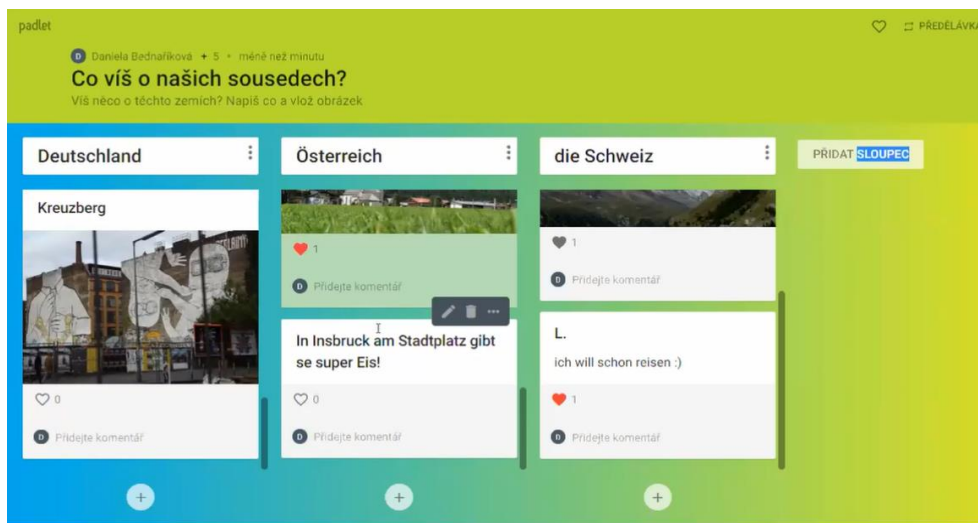 padlet
PŘEDĚLÁVKA
D Daniela Bednaříková + 5 • méně než minutu
Co víš o našich sousedech?
Víš něco o těchto zemích? Napiš co a vlož obrázek
Deutschland
Kreuzberg
0
D Přidejte komentář
+
Österreich
1
D Přidejte komentář
In Insbruck am Stadtplatz gibt
se super Eis!
0
D Přidejte komentář
+
die Schweiz
1
D Přidejte komentář
L.
ich will schon reisen :)
1
D Přidejte komentář
+
PŘIDAT SLOUPEC